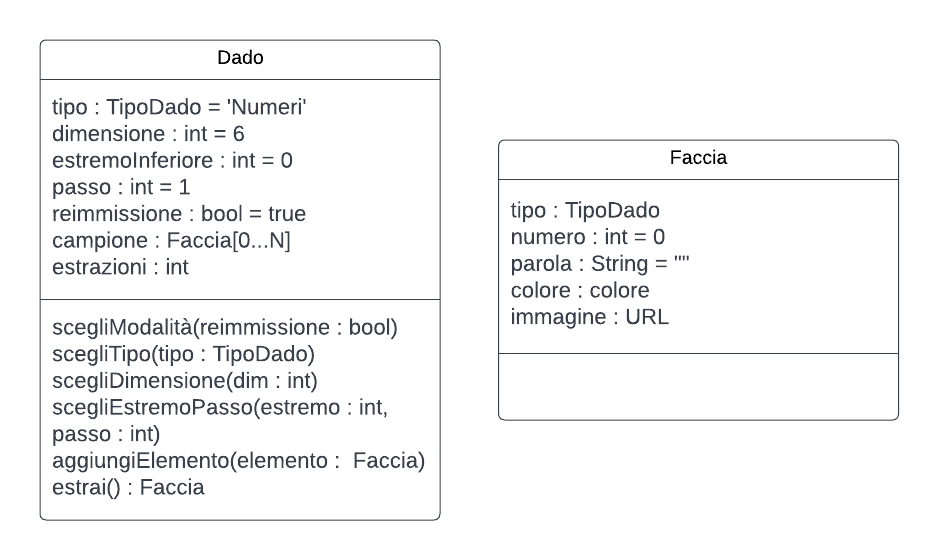 Dado
tipo : TipoDado = 'Numeri'
dimensione : int = 6
estremoInferiore : int = 0
passo : int = 1
reimmissione : bool = true
campione : Faccia[0...N]
estrazioni : int
scegliModalità(reimmissione : bool)
scegliTipo(tipo : TipoDado)
scegliDimensione(dim : int)
scegliEstremoPasso(estremo : int,
passo : int)
aggiungiElemento(elemento :  Faccia)
estrai() : Faccia
Faccia
tipo : TipoDado
numero : int = 0
parola : String = ""
colore : colore
immagine : URL